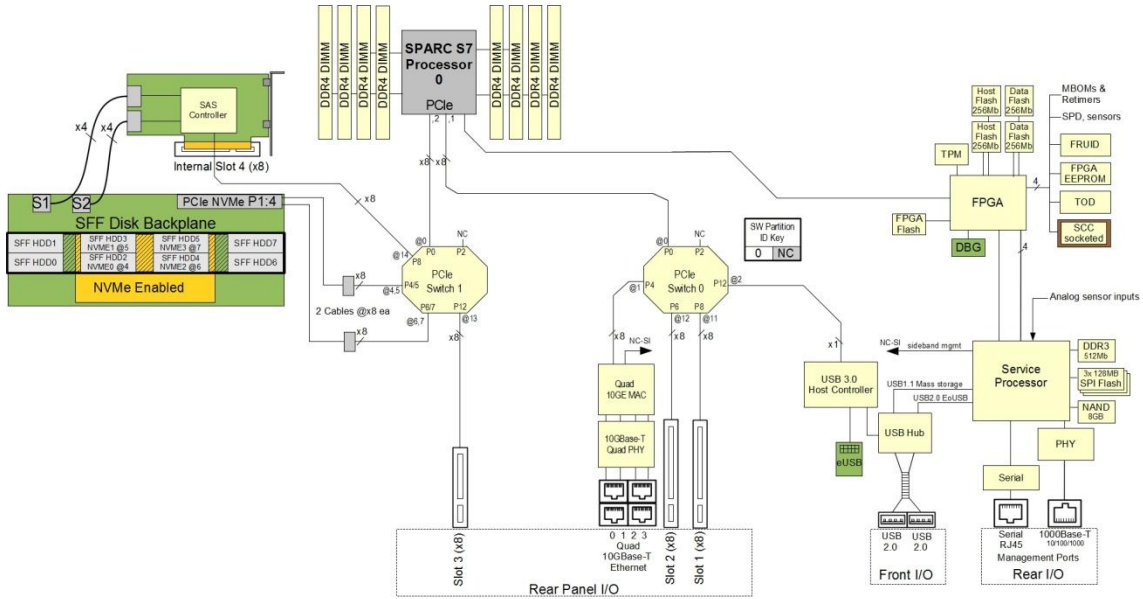 SPARC S7
Processor
0
PCIe
,2 ,1
x8 x8
DDR4 DIMM
DDR4 DIMM
DDR4 DIMM
DDR4 DIMM
DDR4 DIMM
DDR4 DIMM
DDR4 DIMM
DDR4 DIMM
SAS
Controller
x4
x4
Internal Slot 4 (x8)
x8
S1
S2
PCIe NVMe P1:4
SFF Disk Backplane
SFF HDD1
SFF HDD3
NVME1 @5
SFF HDD5
NVME3 @7
SFF HDD7
SFF HDD0
SFF HDD2
NVME0 @4
SFF HDD4
NVME2 @6
SFF HDD6
NVMe Enabled
x8
2 Cables @x8 ea
x8
@0
NC
@14
P0
P2
P8
PCIe
Switch 1
P4/5
@4,5
P6/7
P12
@6,7
@13
x8
Slot 3 (x8)
@0
NC
P0
P2
P4
@1
PCIe
Switch 0
P12
@2
P6
P8
@12
@11
x8
x8
x8
SW Partition
ID Key
0 NC
NC-SI
Quad
10GE MAC
10GBase-T
Quad PHY
0 1 2 3
Quad
10GBase-T
Ethernet
Slot 2 (x8)
Slot 1 (x8)
Rear Panel I/O
x1
USB 3.0
Host Controller
eUSB
USB Hub
USB1.1 Mass storage
USB2.0 EoUSB
NC-SI
sideband mgmt
USB
2.0
USB
2.0
Front I/O
Host
Flash
256Mb
Data
Flash
256Mb
Host
Flash
256Mb
Data
Flash
256Mb
TPM
FPGA
FPGA
Flash
DBG
4
4
MBOMs &
Retimers
SPD, sensors
FRUID
FPGA
EEPROM
TOD
SCC
socketed
Analog sensor inputs
Service
Processor
DDR3
512Mb
3x 128MB
SPI Flash
NAND
8GB
PHY
Serial
Serial
RJ45
1000Base-T
10/100/1000
Management Ports
Rear I/O